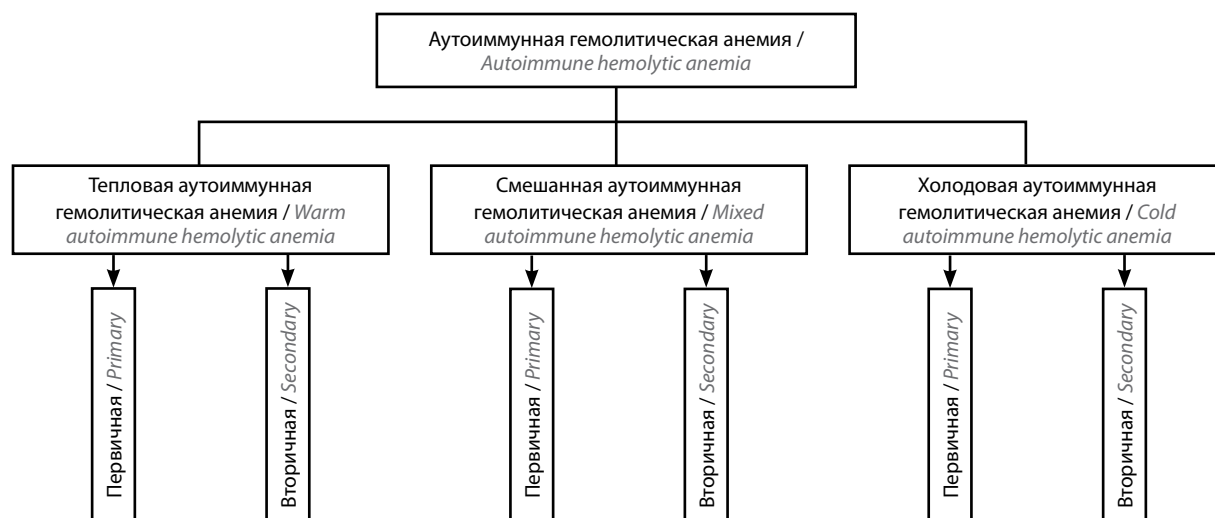 Аутоиммунная гемолитическая анемия /
Autoimmune hemolytic anemia
Тепловая аутоиммунная
гемолитическая анемия / Warm
autoimmune hemolytic anemia
Смешанная аутоиммунная
гемолитическая анемия / Mixed
autoimmune hemolytic anemia
Холодовая аутоиммунная
гемолитическая анемия / Cold
autoimmune hemolytic anemia
Первичная / Primary
Вторичная / Secondary
Первичная / Primary
Вторичная / Secondary
Первичная / Primary
Вторичная / Secondary